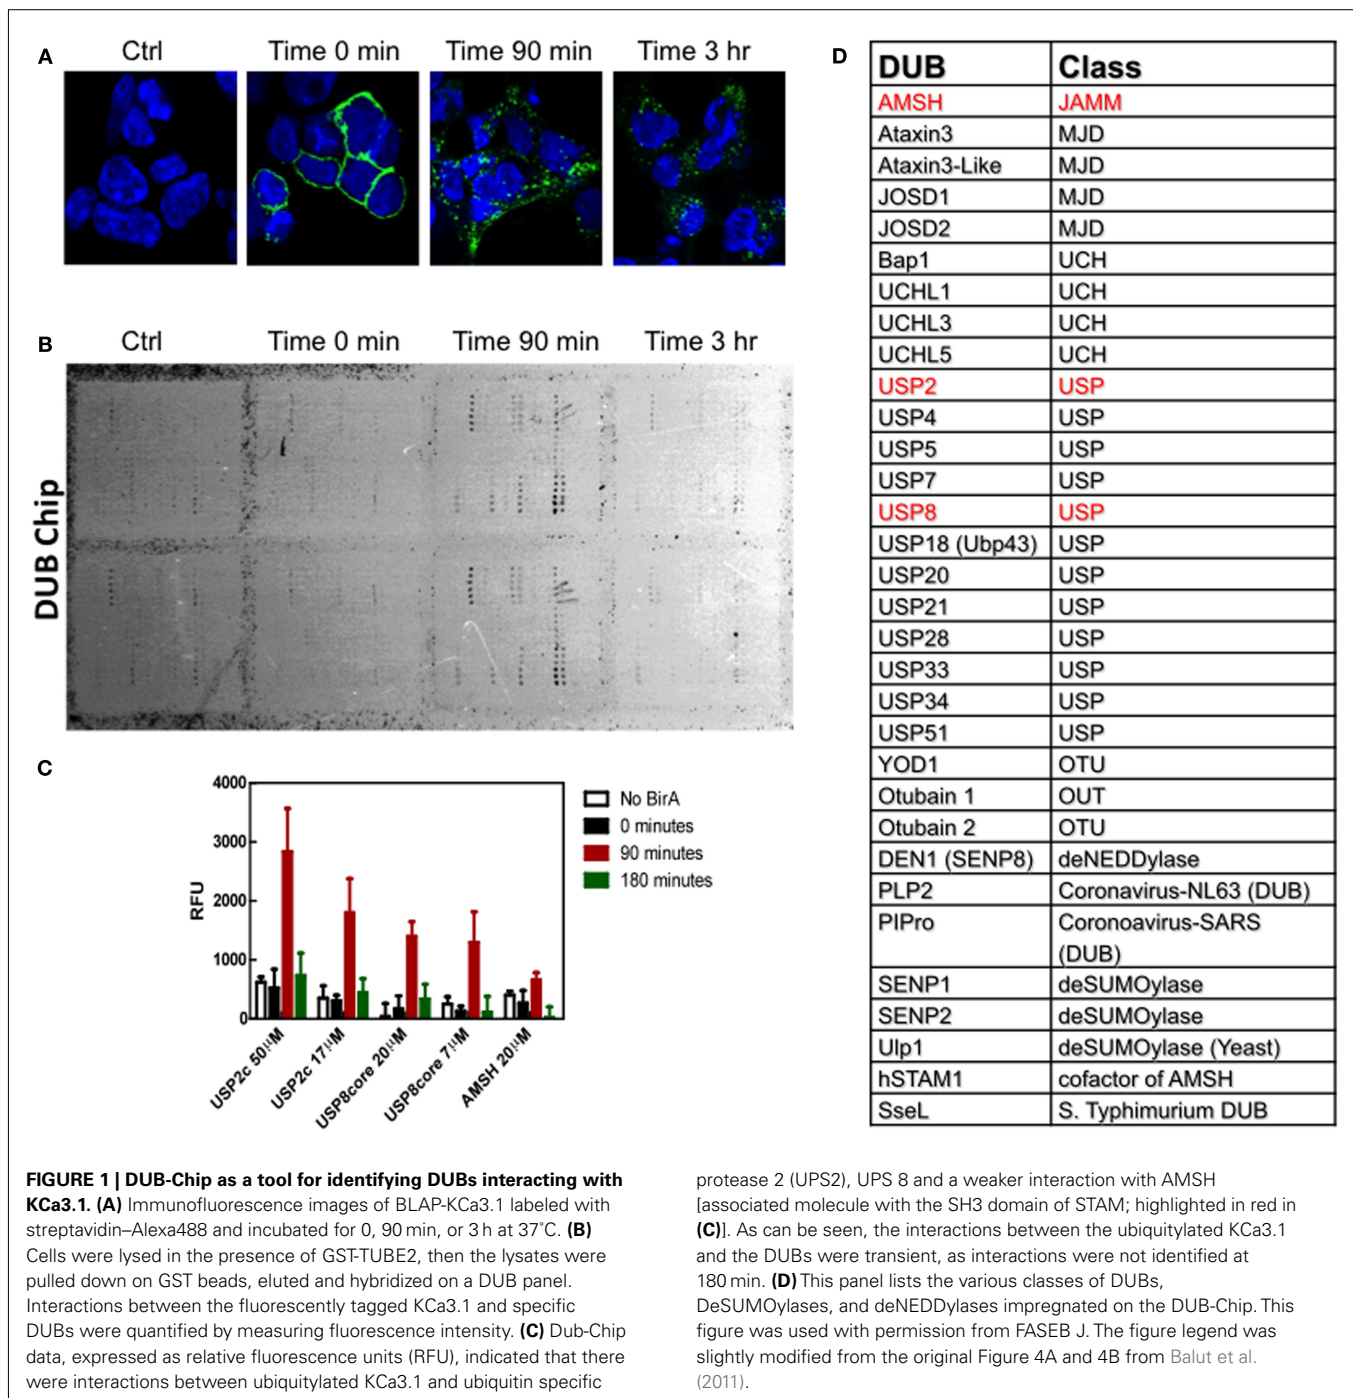 A
Ctrl
Time 0 min
Time 90 min
Time 3 hr
B
Ctrl
Time 0 min
Time 90 min
Time 3 hr
DUB Chip
C
4000
3000
2000
1000
0
RFU
No BirA
0 minutes
90 minutes
180 minutes
USP2c 50µM
USP2c 17µM
USP8core 20µM
USP8core 7µM
AMSH 20µM
D
DUB Class
AMSH JAMM
Ataxin3 MJD
Ataxin3-Like MJD
JOSD1 MJD
JOSD2 MJD
Bap1 UCH
UCHL1 UCH
UCHL3 UCH
UCHL5 UCH
USP2 USP
USP4 USP
USP5 USP
USP7 USP
USP8 USP
USP18 (Ubp43) USP
USP20 USP
USP21 USP
USP28 USP
USP33 USP
USP34 USP
USP51 USP
YOD1 OTU
Otubain 1 OUT
Otubain 2 OTU
DEN1 (SENP8) deNEDDylase
PLP2 Coronavirus-NL63 (DUB)
PlPro Coronoavirus-SARS
(DUB)
SENP1 deSUMOylase
SENP2 deSUMOylase
Ulp1 deSUMOylase (Yeast)
hSTAM1 cofactor of AMSH
SseL S. Typhimurium DUB
FIGURE 1 | DUB-Chip as a tool for identifying DUBs interacting with
KCa3.1. (A) Immunofluorescence images of BLAP-KCa3.1 labeled with
streptavidin–Alexa488 and incubated for 0, 90 min, or 3 h at 37°C. (B)
Cells were lysed in the presence of GST-TUBE2, then the lysates were
pulled down on GST beads, eluted and hybridized on a DUB panel.
Interactions between the fluorescently tagged KCa3.1 and specific
DUBs were quantified by measuring fluorescence intensity. (C) Dub-Chip
data, expressed as relative fluorescence units (RFU), indicated that there
were interactions between ubiquitylated KCa3.1 and ubiquitin specific
protease 2 (UPS2), UPS 8 and a weaker interaction with AMSH
[associated molecule with the SH3 domain of STAM; highlighted in red in
(C)]. As can be seen, the interactions between the ubiquitylated KCa3.1
and the DUBs were transient, as interactions were not identified at
180 min. (D) This panel lists the various classes of DUBs,
DeSUMOylases, and deNEDDylases impregnated on the DUB-Chip. This
figure was used with permission from FASEB J. The figure legend was
slightly modified from the original Figure 4A and 4B from Balut et al.
(2011).